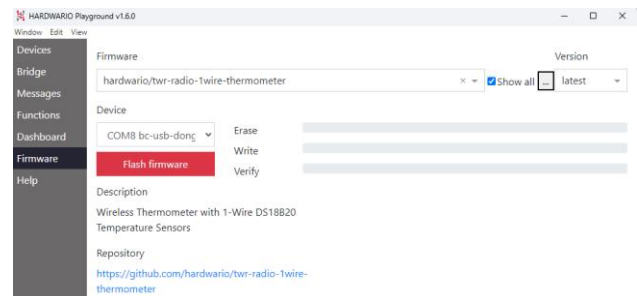 HARDWARIO Playground v1.6.0
Window Edit View
Devices
Bridge
Messages
Functions
Dashboard
Firmware
Help
Firmware
Version
hardwario/twr-radio-1wire-thermometer
Show all
...
latest
Device
COM8 bc-usb-dong
Flash firmware
Erase
Write
Verify
Description
Wireless Thermometer with 1-Wire DS18B20
Temperature Sensors
Repository
https://github.com/hardwario/twr-radio-1wire-
thermometer